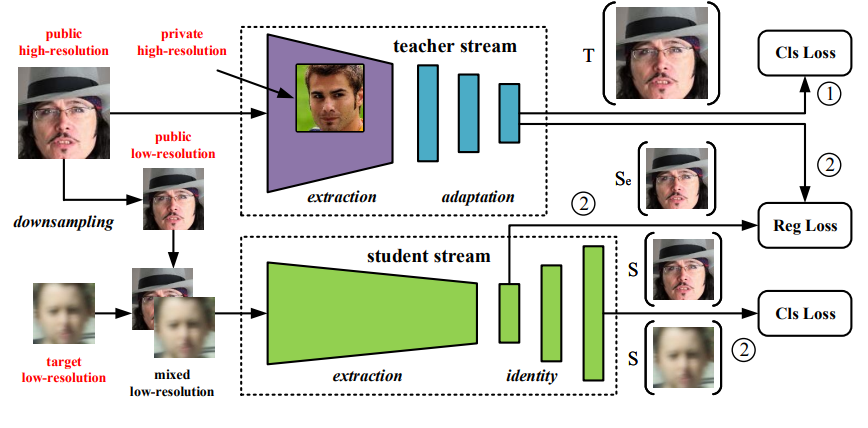 public
high-resolution
private
high-resolution
teacher stream
T
Cls Loss
1
public
low-resolution
extraction
adaptation
2
Se
2
downsampling
Reg Loss
student stream
S
Cls Loss
target
low-resolution
mixed
low-resolution
extraction
identity
S
2